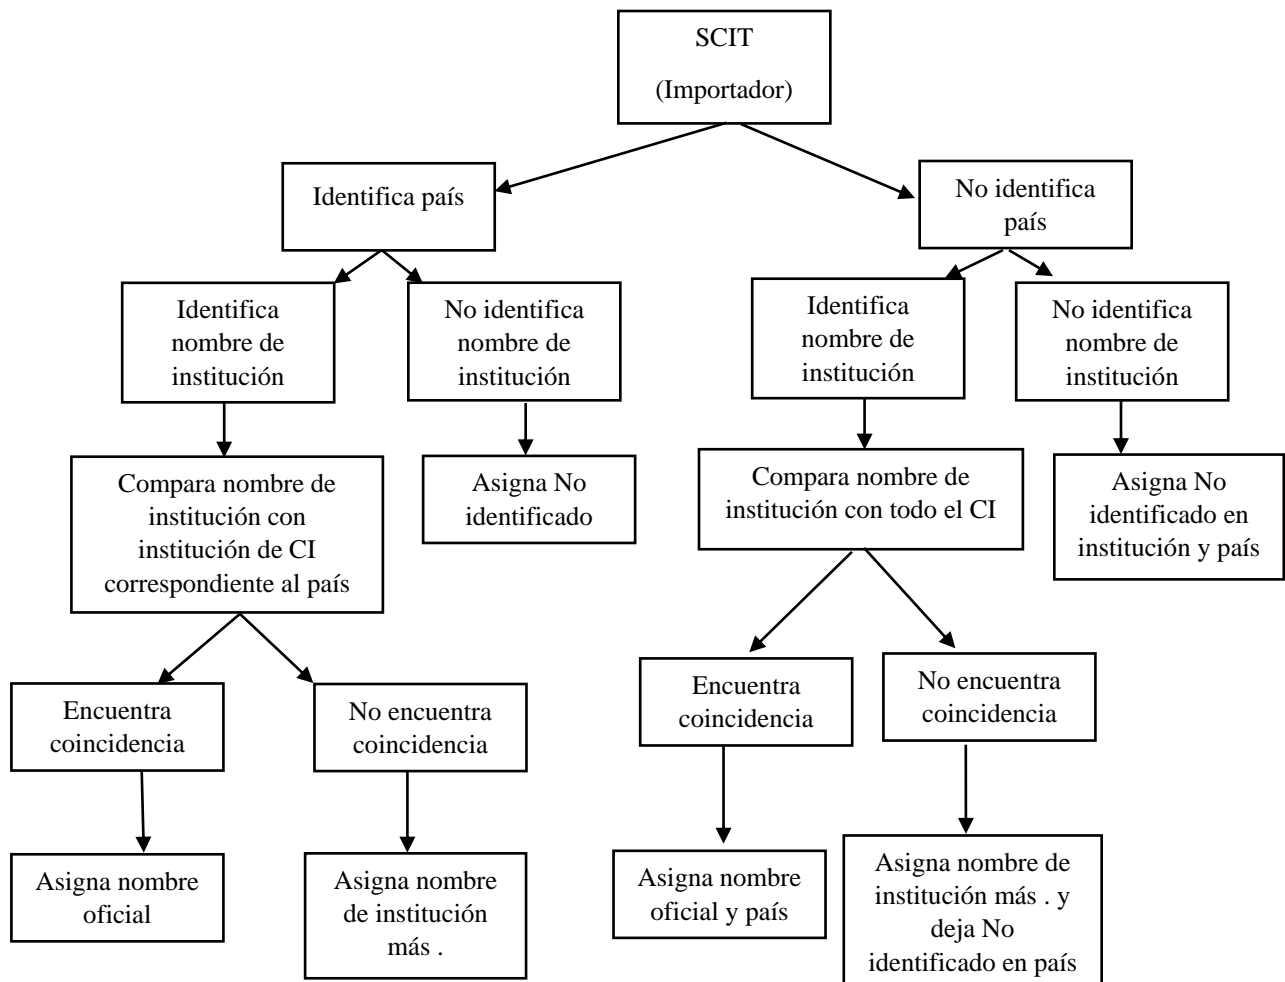 SCIT
(Importador)
Identifica país
No identifica
país
Identifica
nombre de
institución
No identifica
nombre de
institución
Identifica
nombre de
institución
No identifica
nombre de
institución
Compara nombre de
institución con
institución de CI
correspondiente al país
Asigna No
identificado
Compara nombre de
institución con todo el CI
Asigna No
identificado en
institución y país
Encuentra
coincidencia
No encuentra
coincidencia
Encuentra
coincidencia
No encuentra
coincidencia
Asigna nombre
oficial
Asigna nombre
de institución
más .
Asigna nombre
oficial y país
Asigna nombre de
institución más . y
deja No
identificado en país